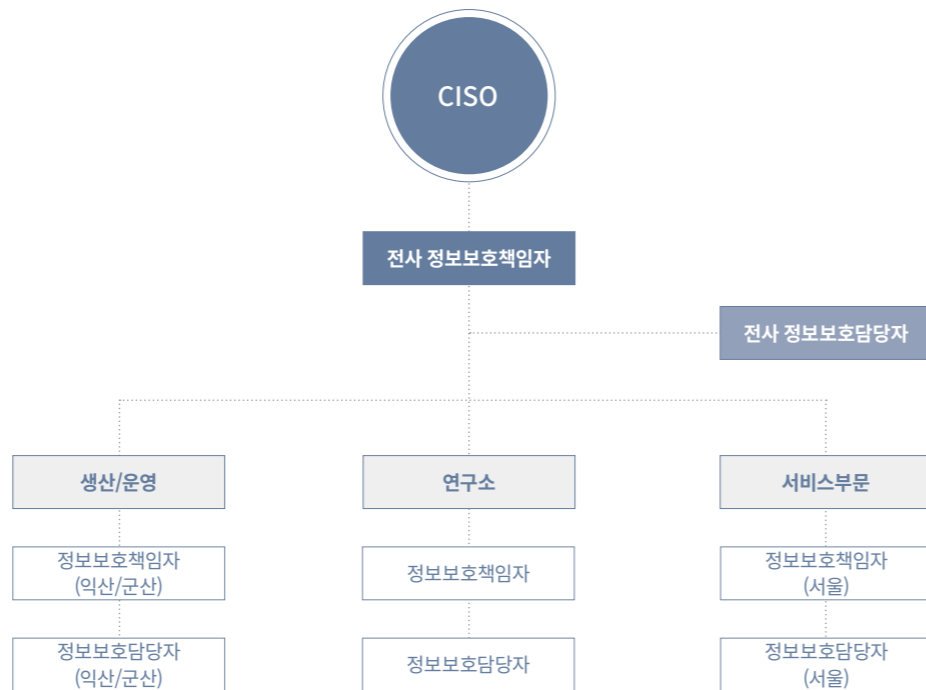 CISO
전사 정보보호책임자
전사 정보보호담당자
생산/운영
연구소
서비스부문
정보보호책임자
(익산/군산)
정보보호책임자
정보보호책임자
(서울)
정보보호담당자
(익산/군산)
정보보호담당자
정보보호담당자
(서울)